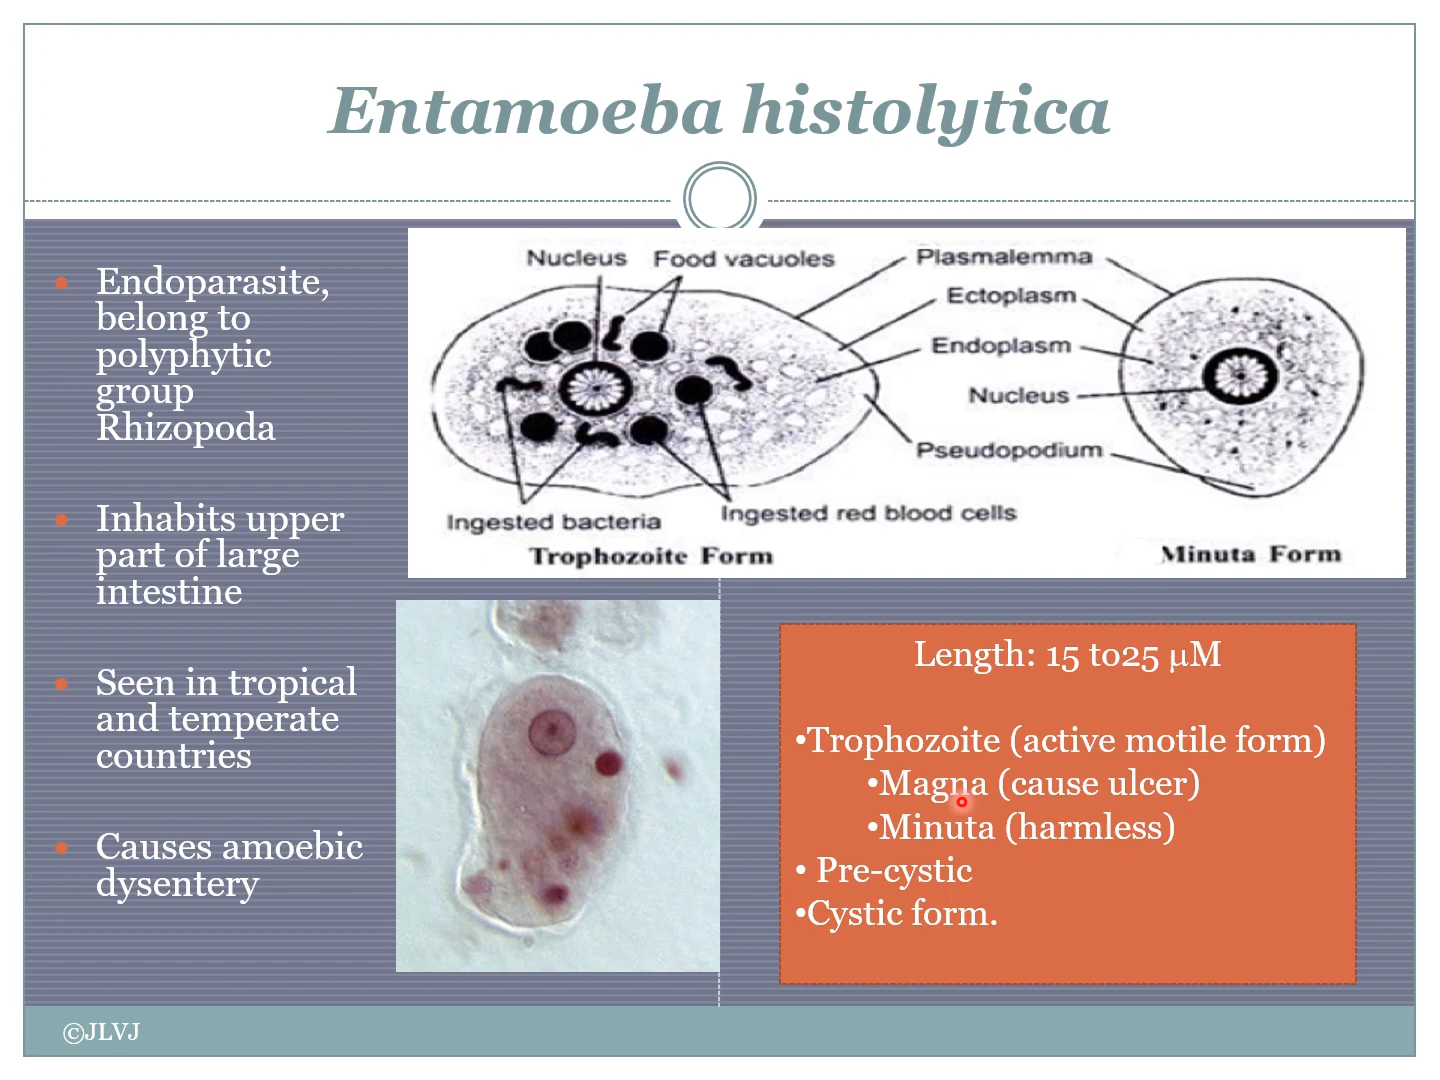 Entamoeba histolytica
• Endoparasite,
belong to
polyphytic
group
Rhizopoda
• Inhabits upper
part of large
intestine
• Seen in tropical
and temperate
countries
• Causes amoebic
dysentery
Nucleus
Food vacuoles
Plasmalemma
Ectoplasm
Endoplasm
Nucleus
Pseudopodium
Ingested bacteria
Ingested red blood cells
Trophozoite Form
Minuta Form
Length: 15 to25 µM
•Trophozoite (active motile form)
•Magna (cause ulcer)
•Minuta (harmless)
• Pre-cystic
•Cystic form.
©JLVJ